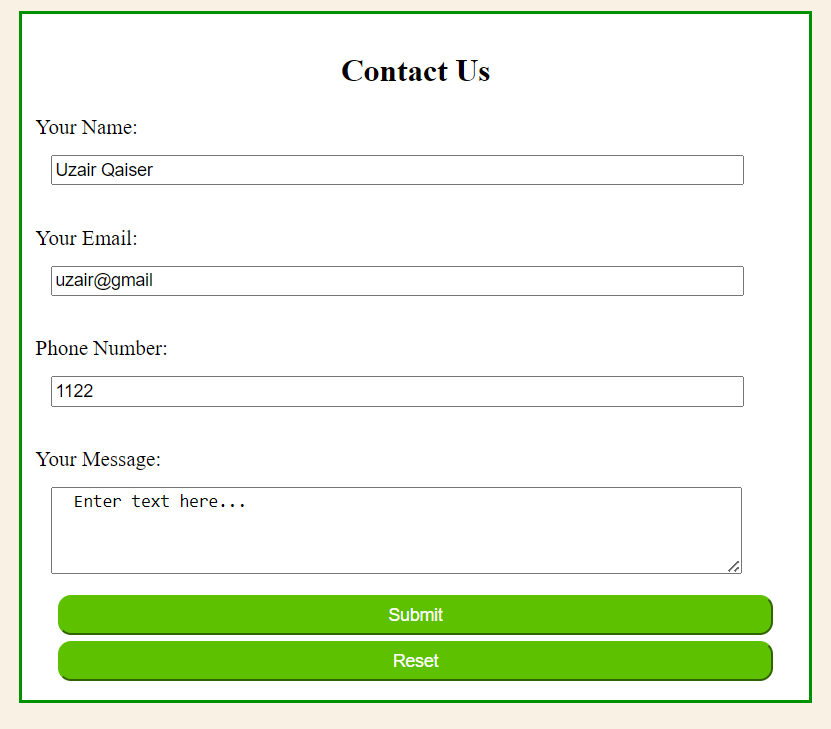 Contact Us
Your Name:
Uzair Qaiser
Your Email:
uzair@gmail
Phone Number:
1122
Your Message:
Enter text here...
Submit
Reset